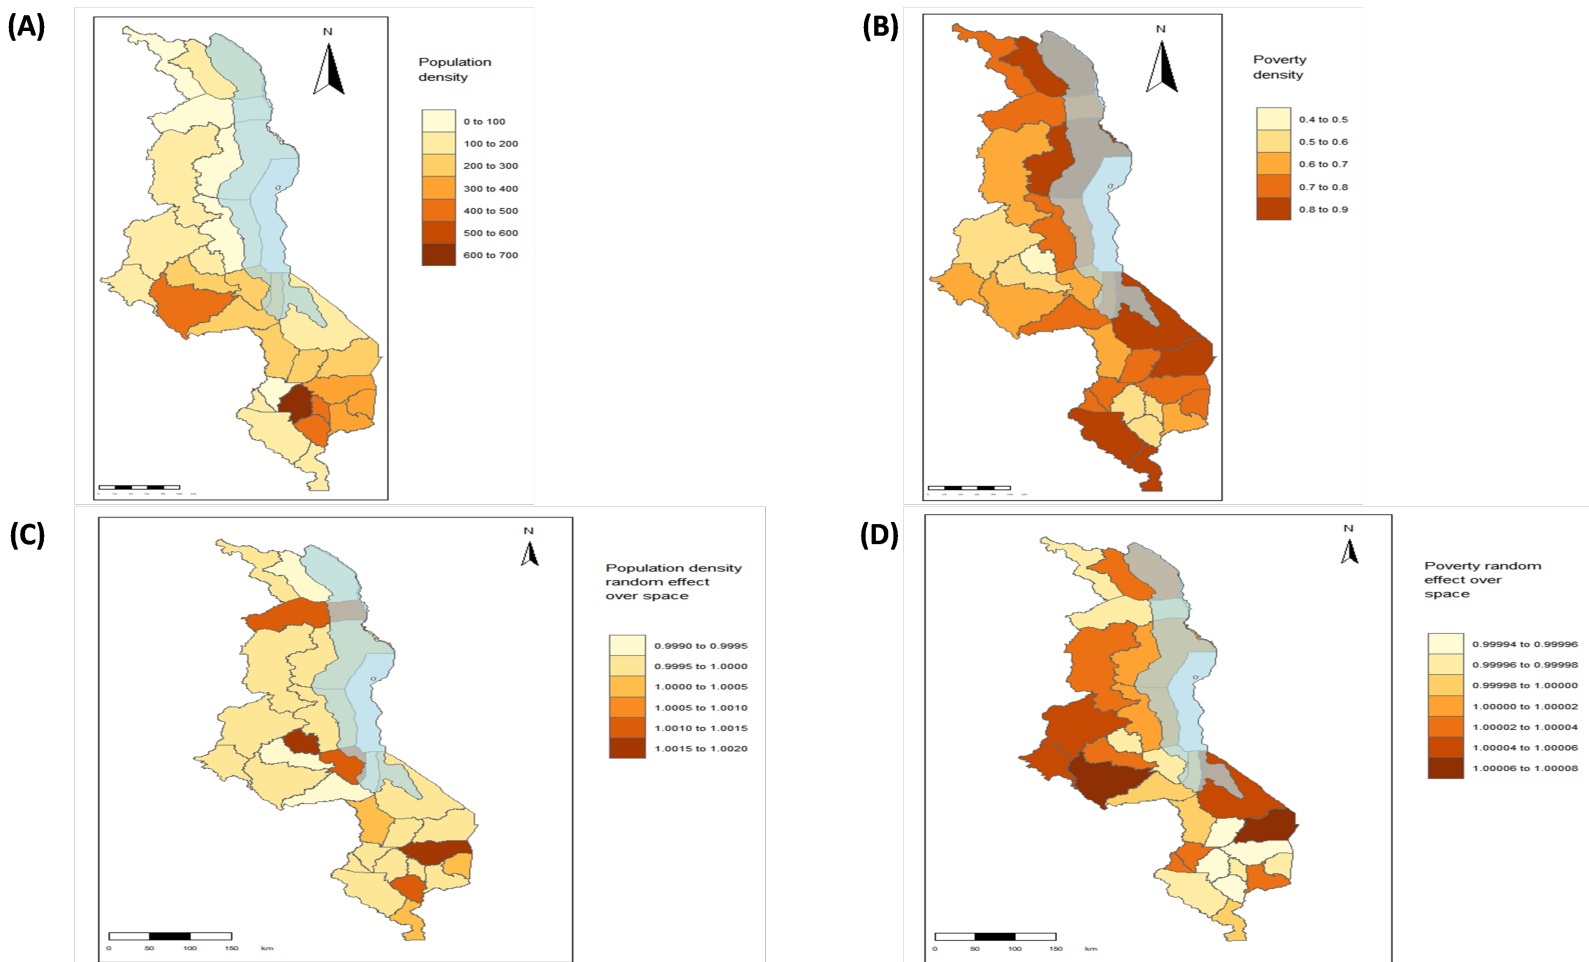 (A)
N
Population
density
0 to 100
100 to 200
200 to 300
300 to 400
400 to 500
500 to 600
600 to 700
(B)
N
Poverty
density
0.4 to 0.5
0.5 to 0.6
0.6 to 0.7
0.7 to 0.8
0.8 to 0.9
(C)
N
Population density
random effect
over space
0.9990 to 0.9995
0.9995 to 1.0000
1.0000 to 1.0005
1.0005 to 1.0010
1.0010 to 1.0015
1.0015 to 1.0020
0 50 100 150 km
(D)
N
Poverty random
effect over
space
0.99994 to 0.99996
0.99996 to 0.99998
0.99998 to 1.00000
1.00000 to 1.00002
1.00002 to 1.00004
1.00004 to 1.00006
1.00006 to 1.00008
0 50 100 150 km